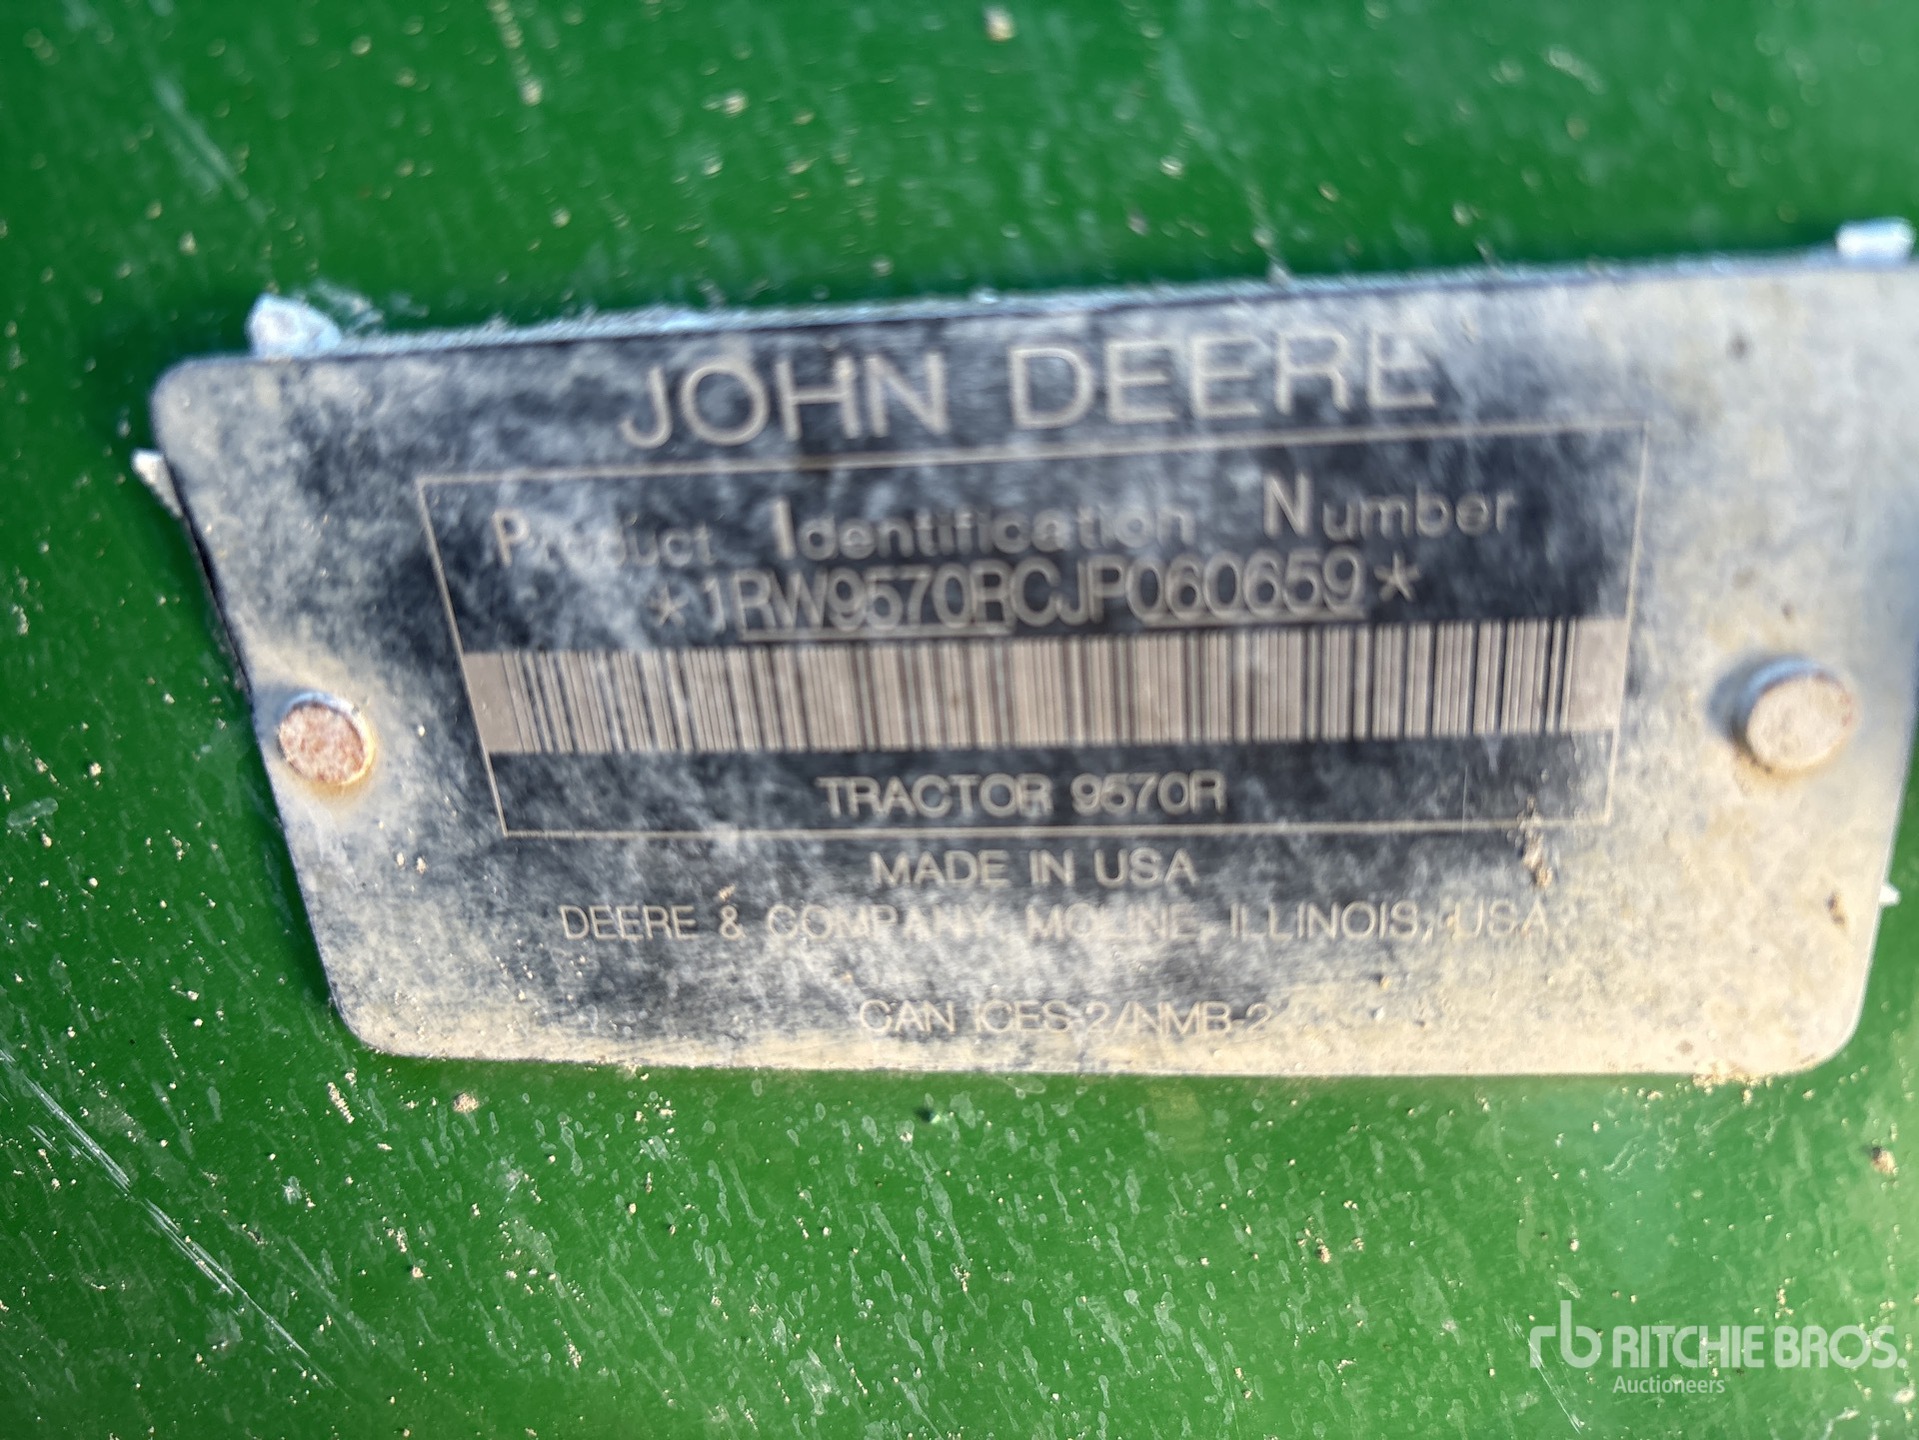 JOHN DEERE
Product Identification Number
*1RW9570RCJP060659*
TRACTOR 9570R
MADE IN USA
DEERE & COMPANY, MOLINE, ILLINOIS, USA
CAN ICES-2/NMB-2
rb RITCHIE BROS.
Auctioneers